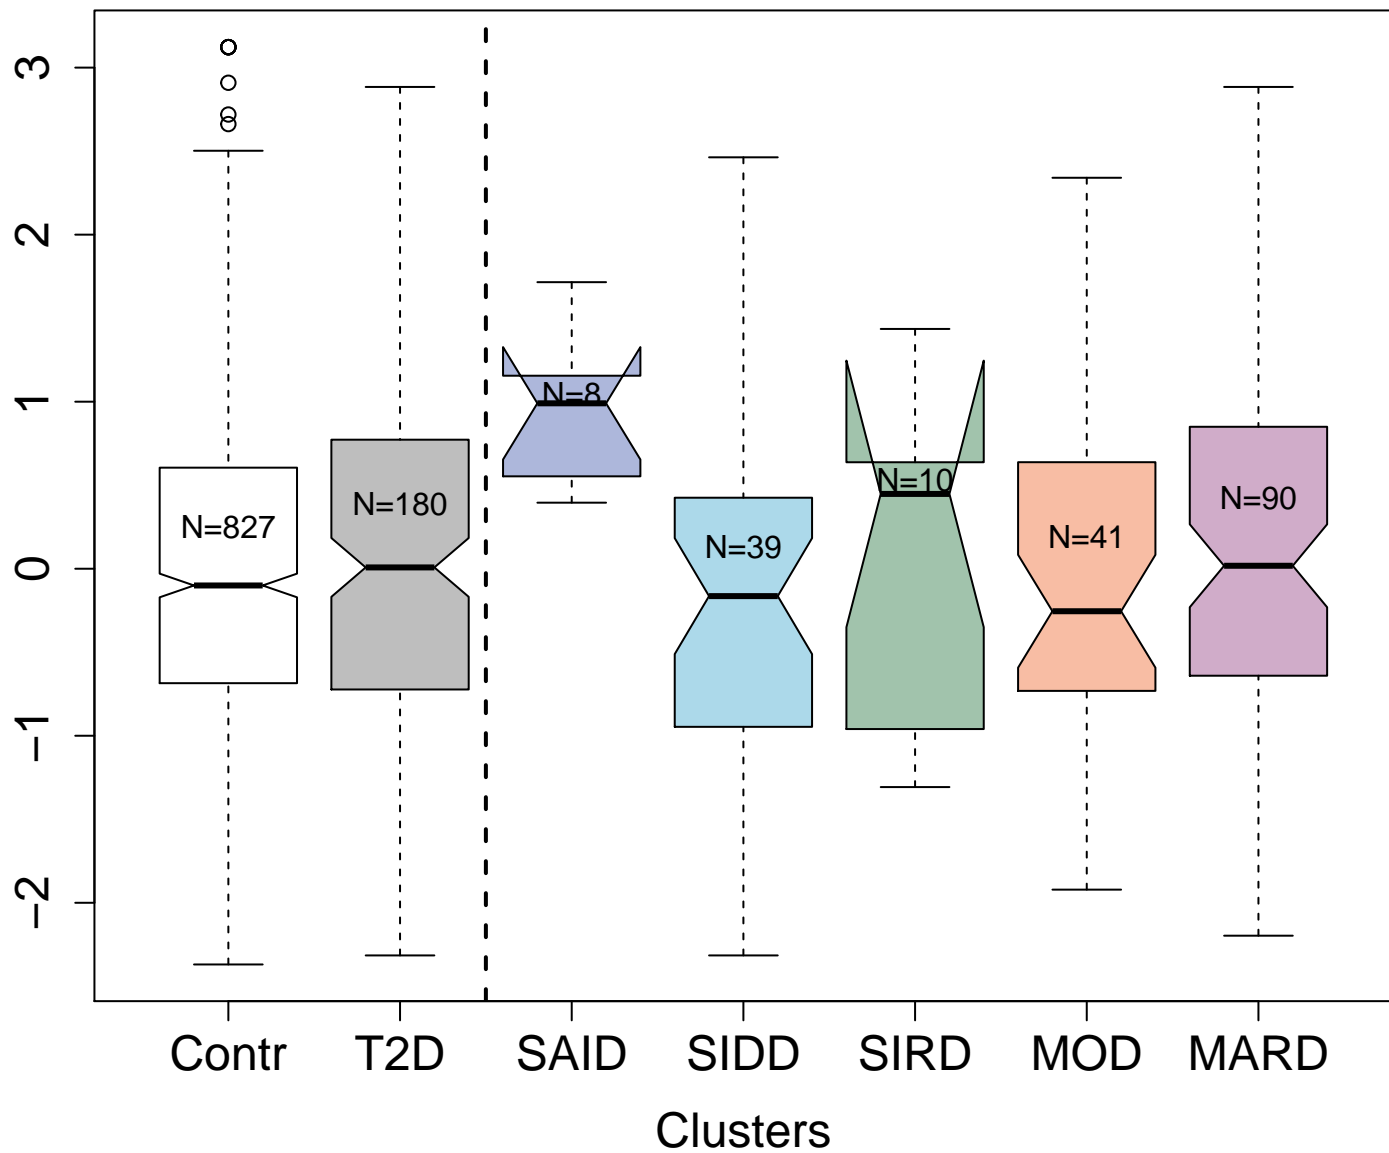 3
2
1
0
−1
−2
N=827
N=180
N=8
N=39
N=10
N=41
N=90
Contr T2D SAID SIDD SIRD MOD MARD
Clusters